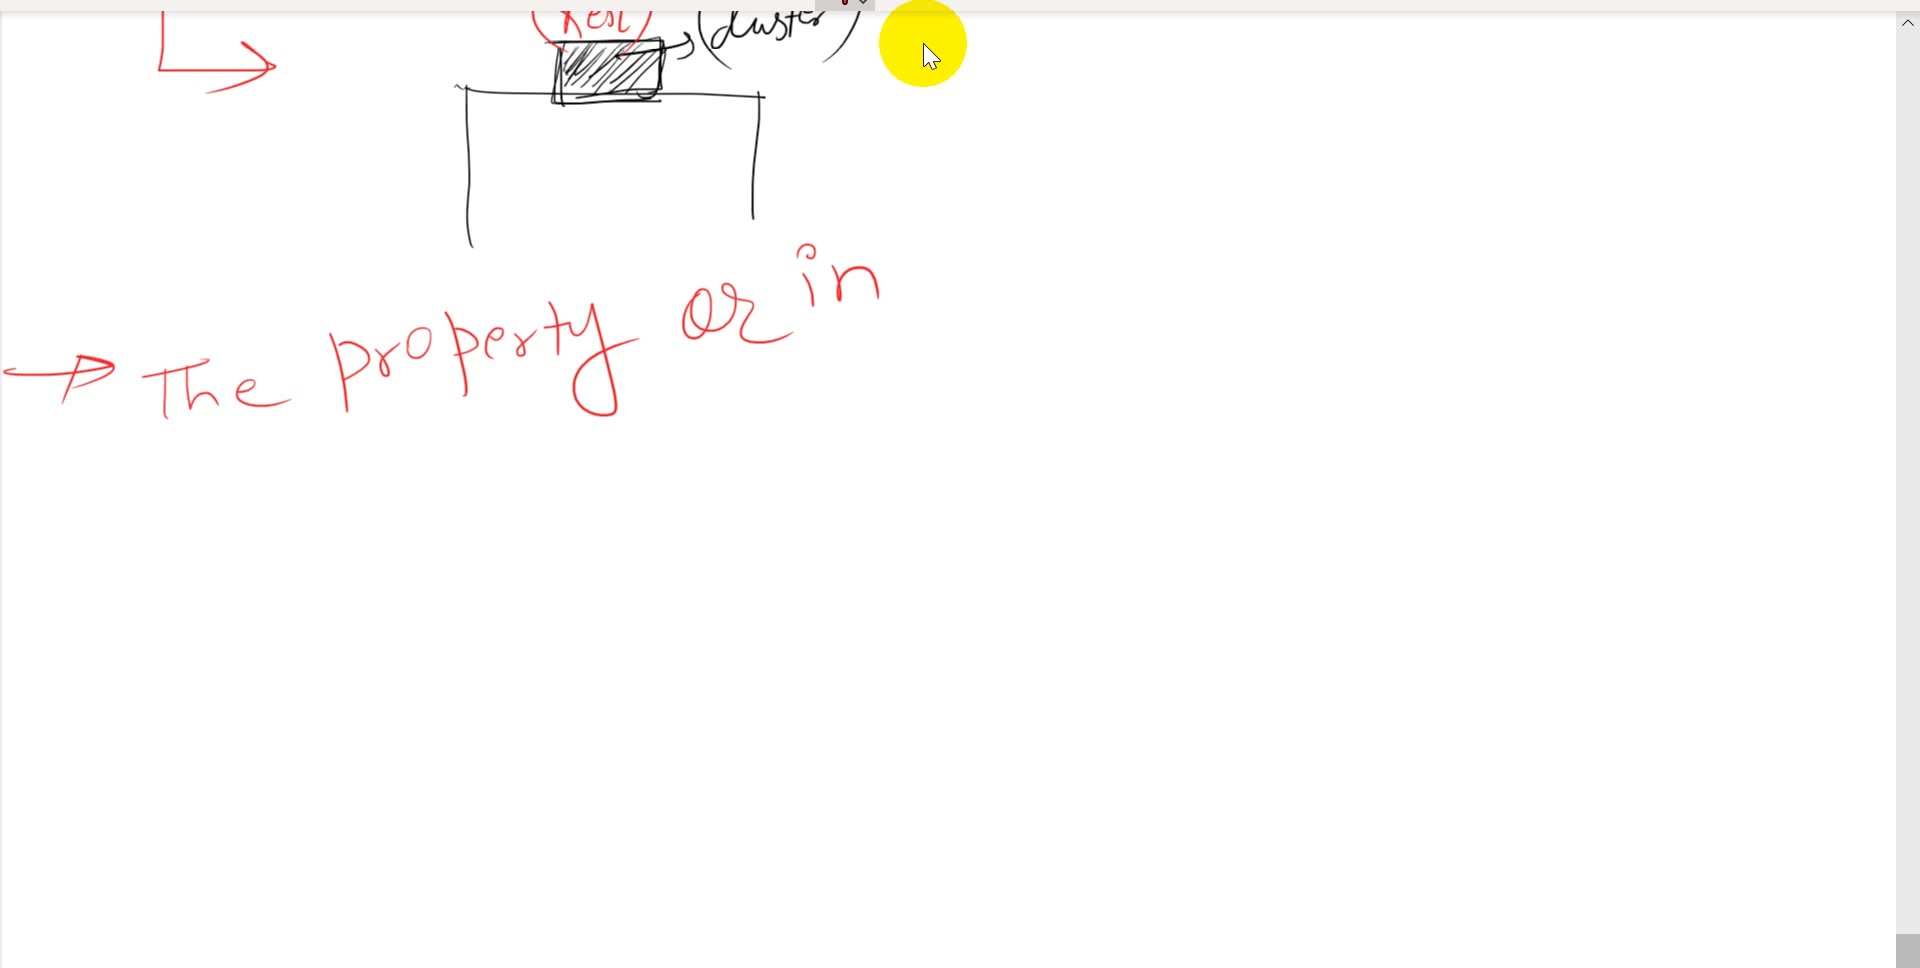 (Rest)
(duster)
The property or in